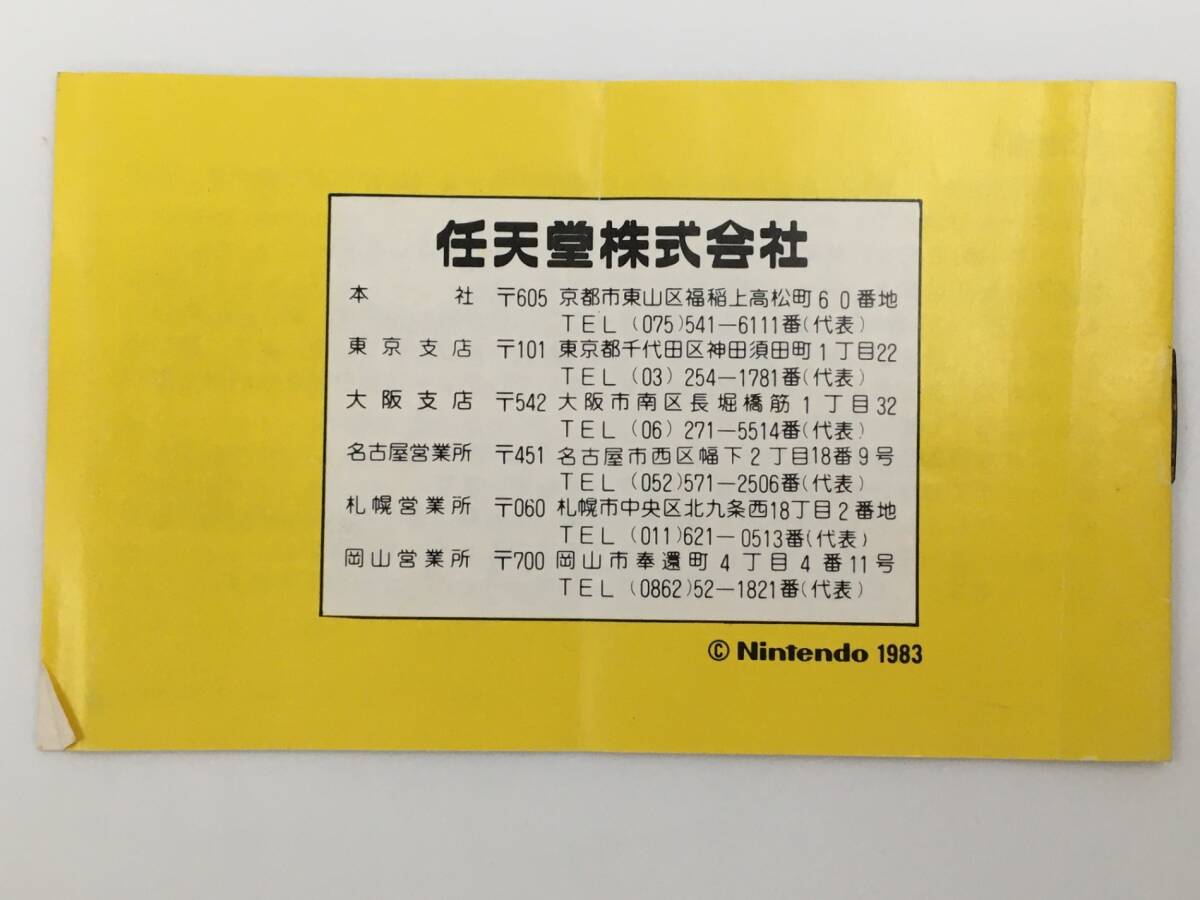 任天堂株式会社
本社 〒605 京都市東山区福稲上高松町60番地
TEL (075)541-6111番(代表)
東京支店 〒101 東京都千代田区神田須田町1丁目22
TEL (03) 254-1781番(代表)
大阪支店 〒542 大阪市南区長堀橋筋1丁目32
TEL (06) 271-5514番(代表)
名古屋営業所 〒451 名古屋市西区幅下2丁目18番9号
TEL (052)571-2506番(代表)
札幌営業所 〒060 札幌市中央区北九条西18丁目2番地
TEL (011)621-0513番(代表)
岡山営業所 〒700 岡山市奉還町4丁目4番11号
TEL (0862)52-1821番(代表)
© Nintendo 1983